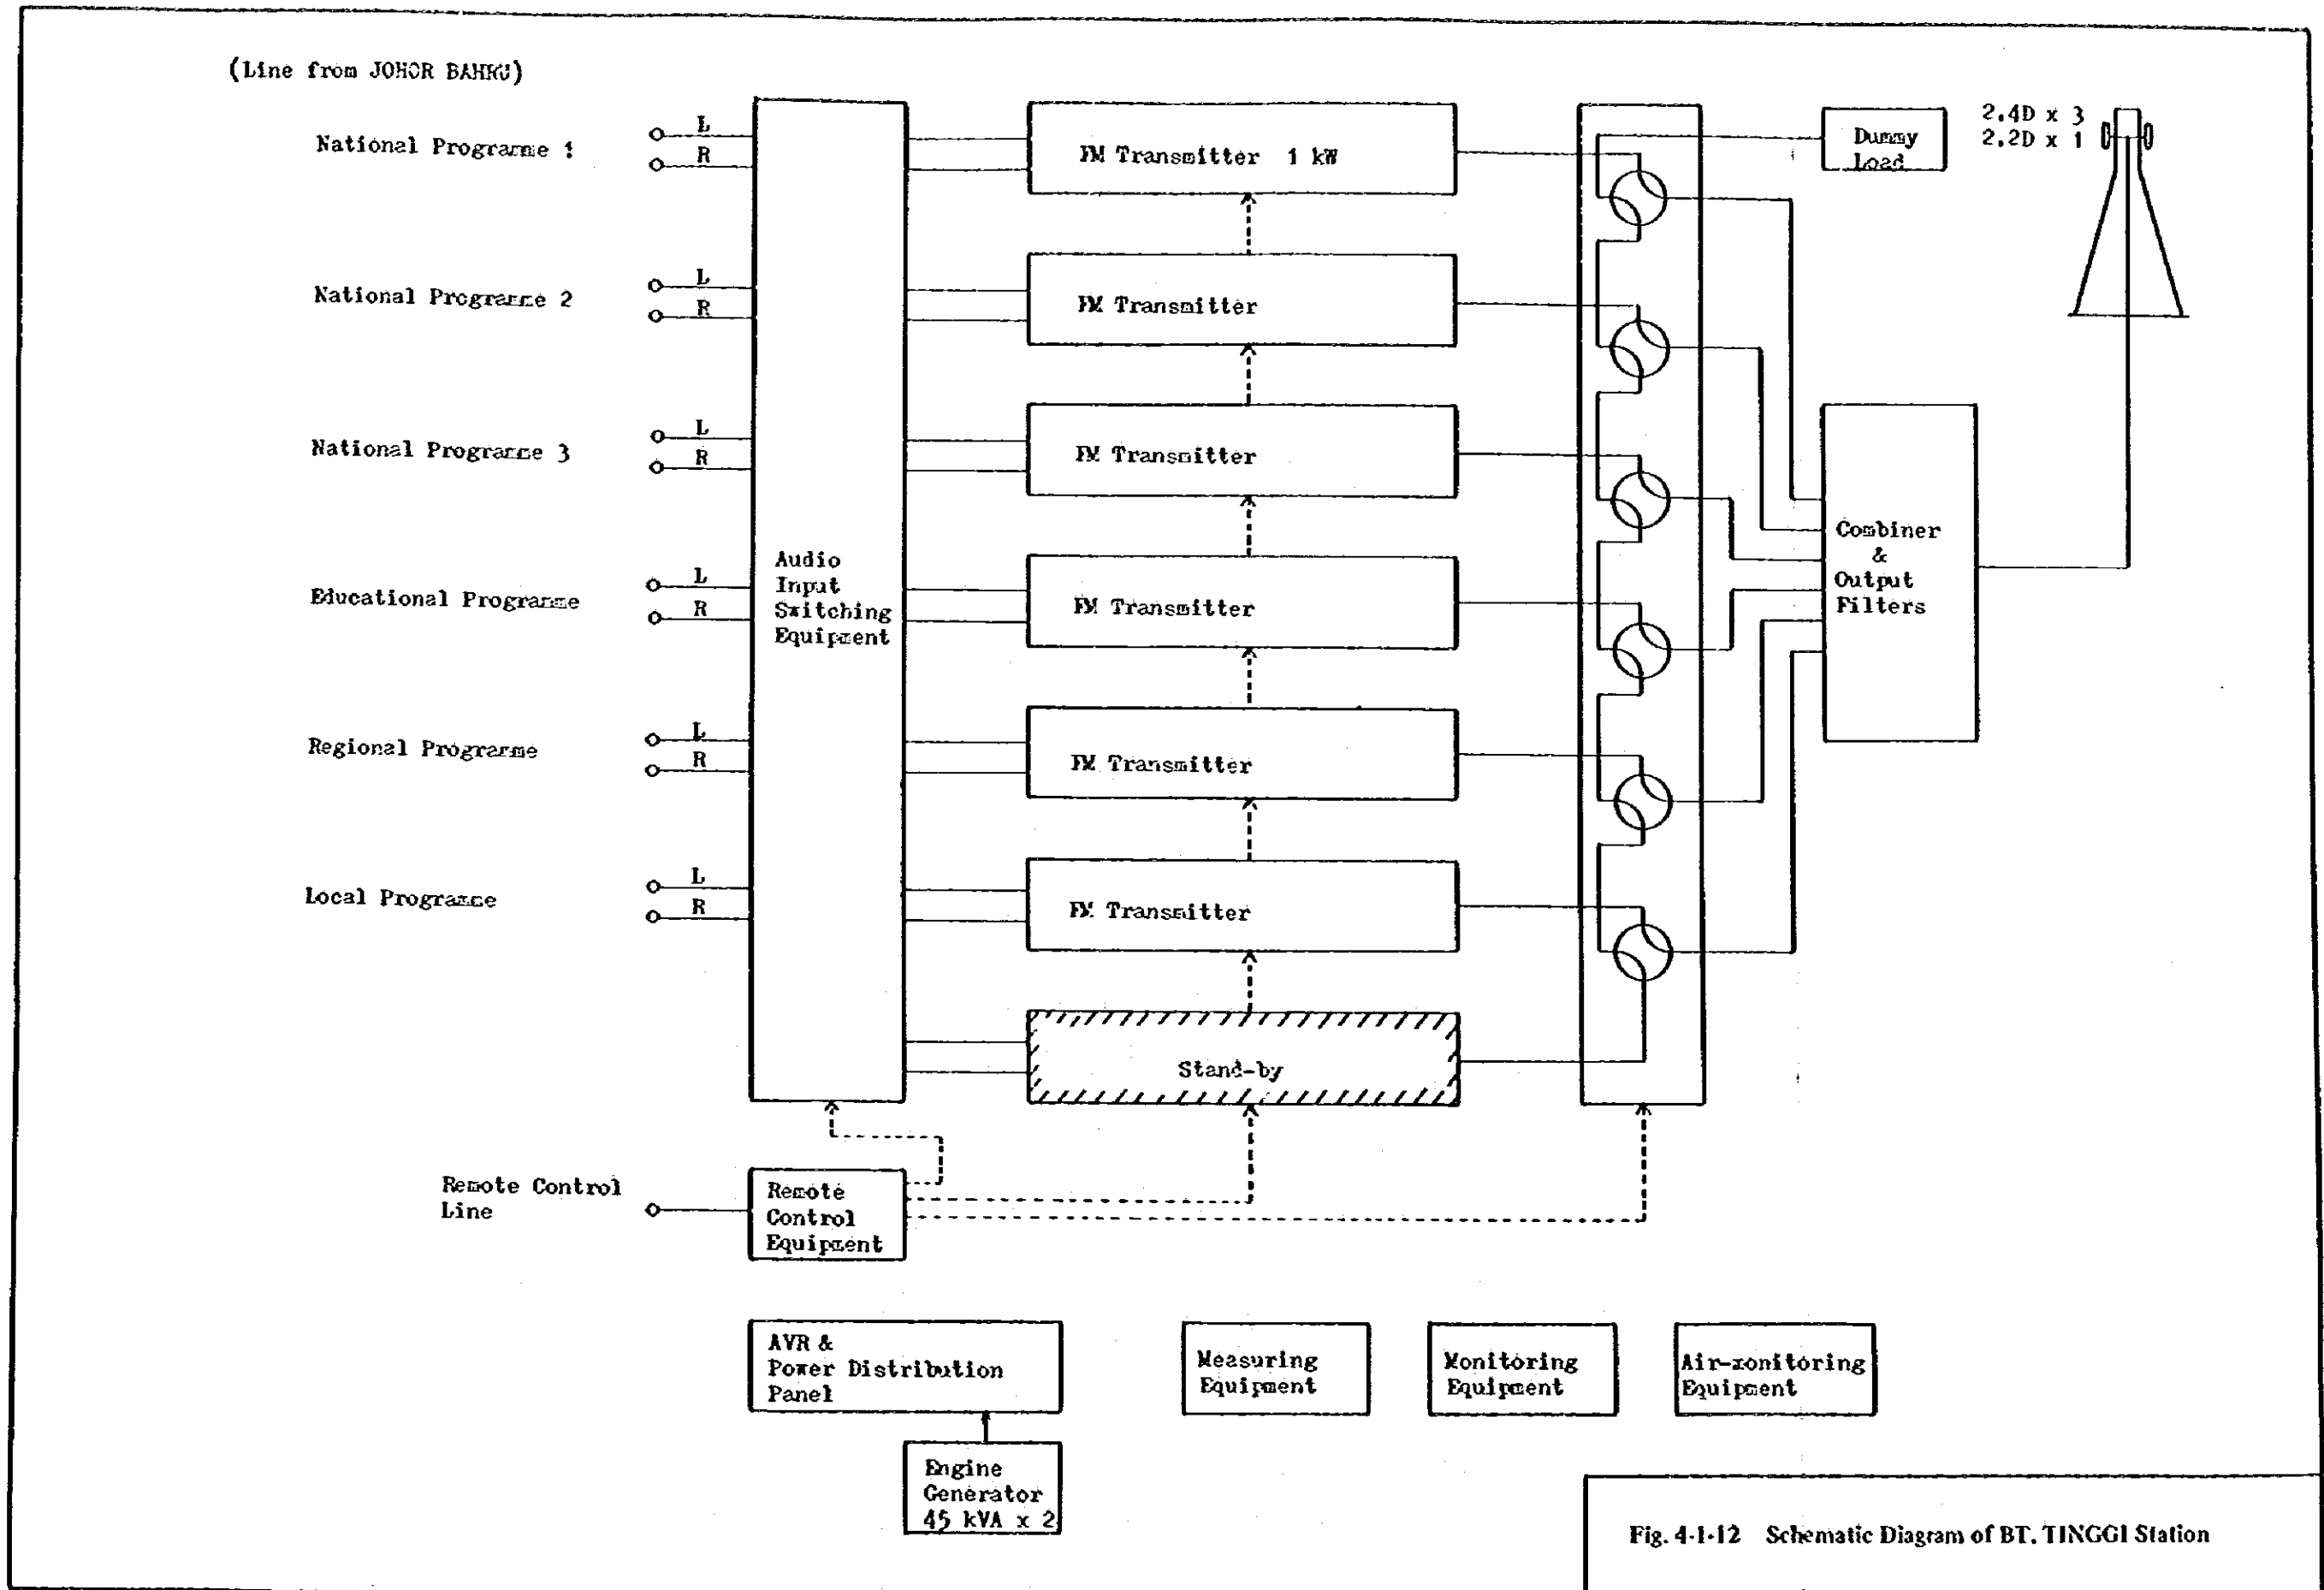 (Line from JOHOR BAHRU)
National Programme 1
L
R
National Programme 2
L
R
National Programme 3
L
R
Educational Programme
L
R
Regional Programme
L
R
Local Programme
L
R
Audio
Input
Switching
Equipment
FM Transmitter 1 kW
FM Transmitter
FM Transmitter
FM Transmitter
FM Transmitter
FM Transmitter
Stand-by
Dummy
Load
2.4D x 3
2.2D x 1
Combiner
&
Output
Filters
Remote Control
Line
Remote
Control
Equipment
AVR &
Power Distribution
Panel
Engine
Generator
45 kVA x 2
Measuring
Equipment
Monitoring
Equipment
Air-monitoring
Equipment
Fig. 4-1-12 Schematic Diagram of BT. TINGGI Station